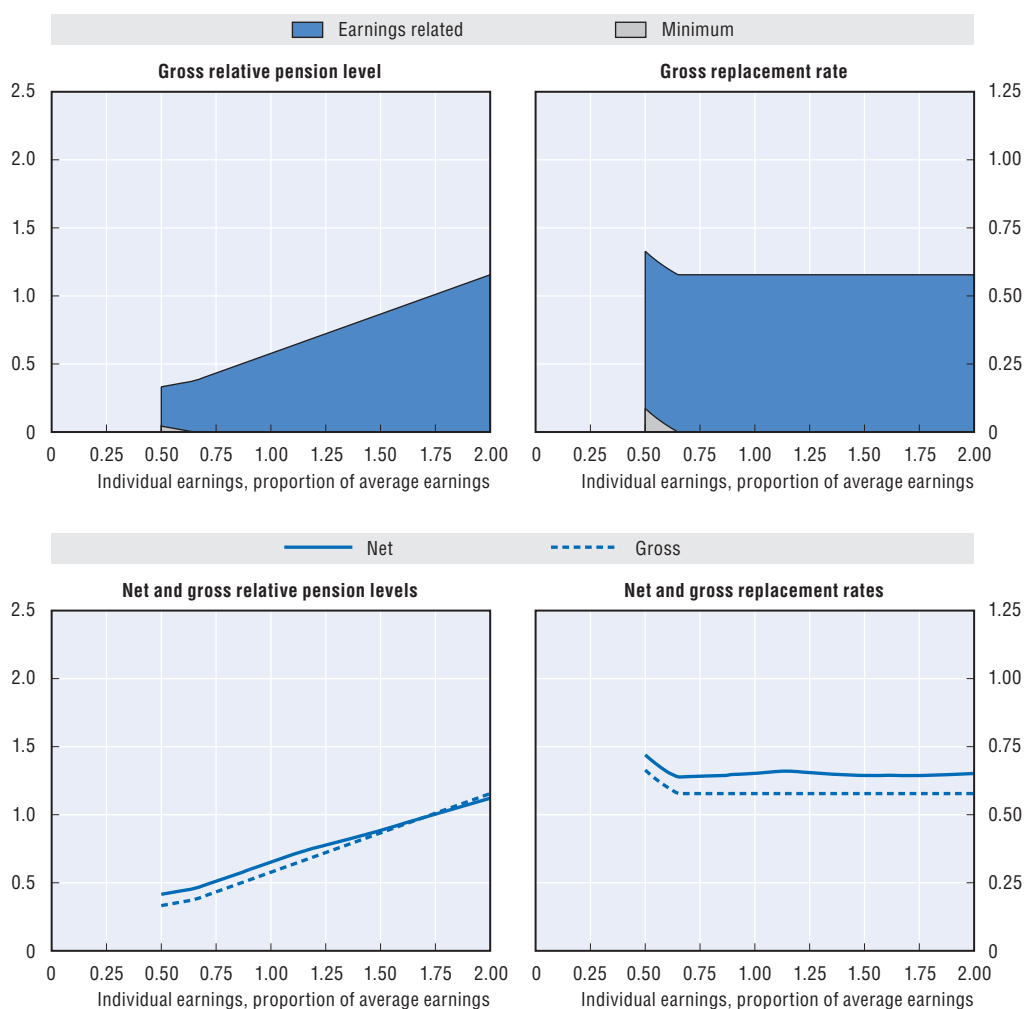 Earnings related Minimum
Gross relative pension level
Gross replacement rate
2.5
2.0
1.5
1.0
0.5
0
1.25
1.00
0.75
0.50
0.25
0
0 0.25 0.50 0.75 1.00 1.25 1.50 1.75 2.00
Individual earnings, proportion of average earnings
0 0.25 0.50 0.75 1.00 1.25 1.50 1.75 2.00
Individual earnings, proportion of average earnings
Net Gross
Net and gross relative pension levels
Net and gross replacement rates
2.5
2.0
1.5
1.0
0.5
0
1.25
1.00
0.75
0.50
0.25
0
0 0.25 0.50 0.75 1.00 1.25 1.50 1.75 2.00
Individual earnings, proportion of average earnings
0 0.25 0.50 0.75 1.00 1.25 1.50 1.75 2.00
Individual earnings, proportion of average earnings